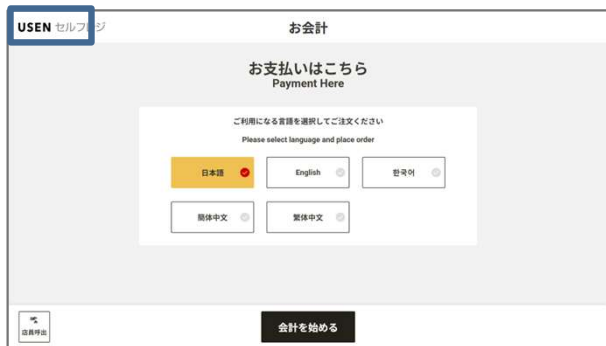 USEN セルフレジ
お会計
お支払いはこちら
Payment Here
ご利用になる言語を選択してご注文ください
Please select language and place order
日本語
English
한국어
簡体中文
繁体中文
店員呼出
会計を始める